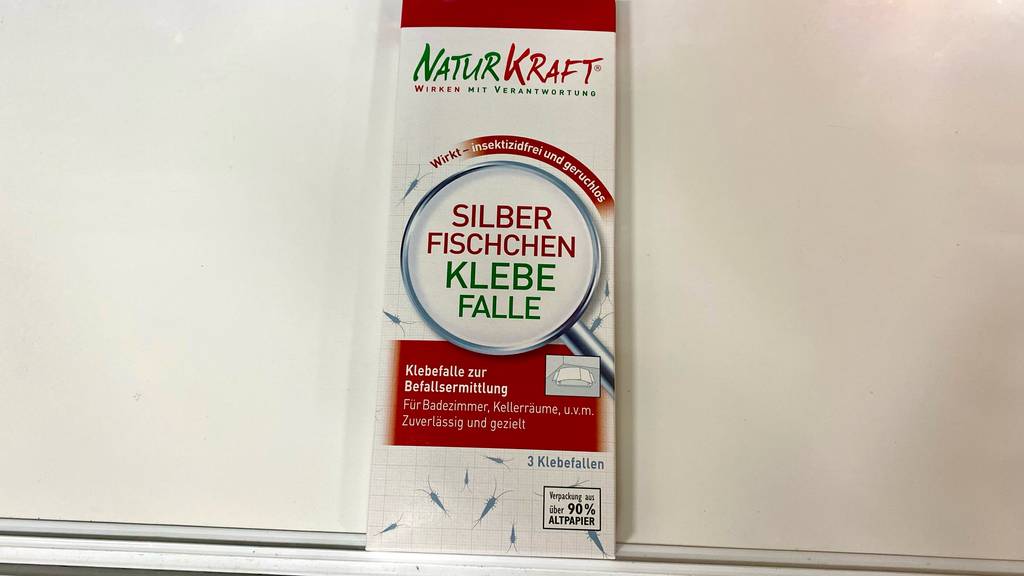 NATURKRAFT®
WIRKEN MIT VERANTWORTUNG
Wirkt – insektizidfrei und geruchlos
SILBER
FISCHCHEN
KLEBE
FALLE
Klebefalle zur
Befallsermittlung
Für Badezimmer, Kellerräume, u.v.m.
Zuverlässig und gezielt
3 Klebefallen
Verpackung aus
über 90%
ALTPAPIER